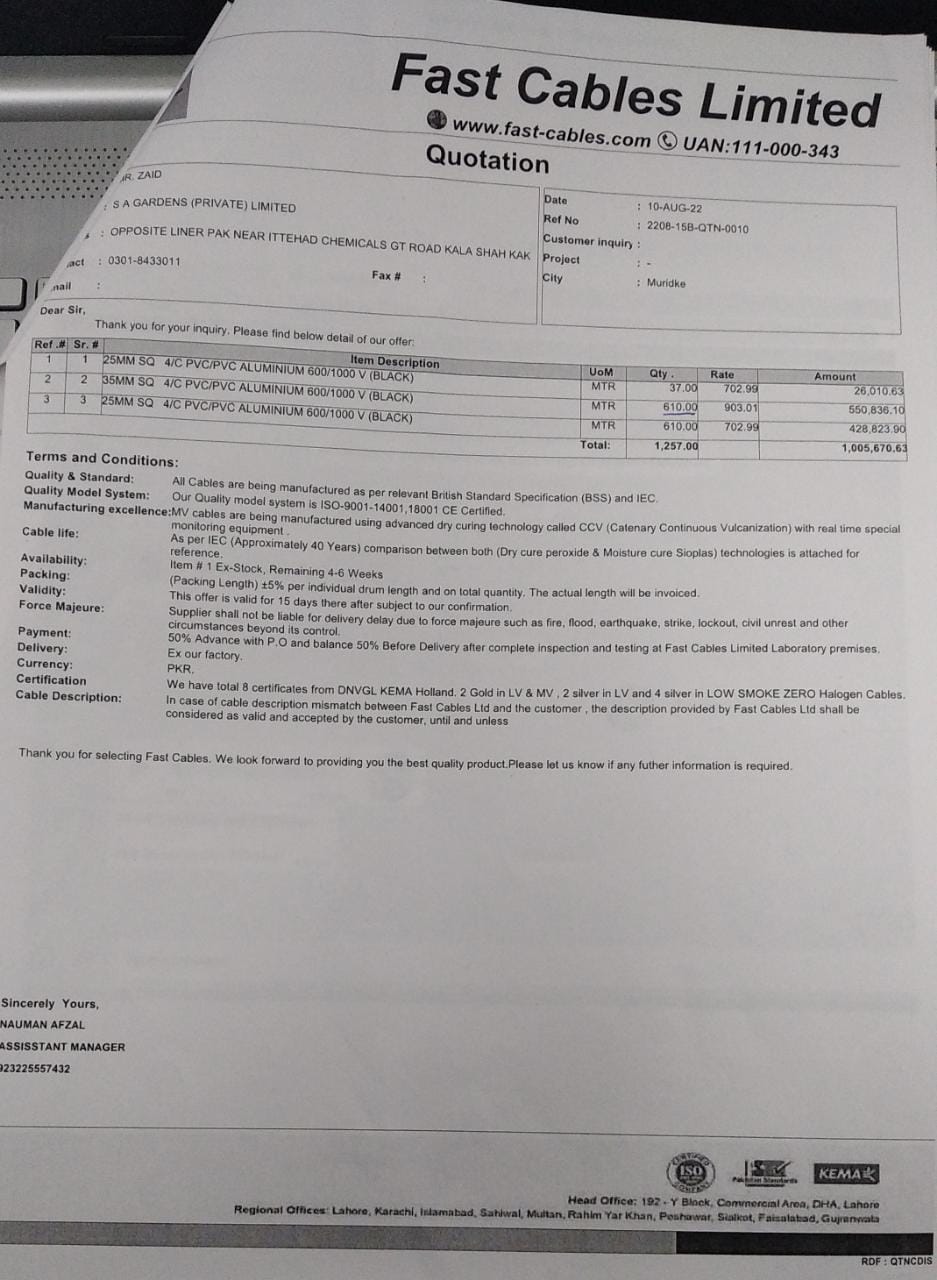 Fast Cables Limited
www.fast-cables.com UAN:111-000-343
Quotation
MR. ZAID
: S A GARDENS (PRIVATE) LIMITED
: OPPOSITE LINER PAK NEAR ITTEHAD CHEMICALS GT ROAD KALA SHAH KAK
act : 0301-8433011 Fax # :
mail :
Date : 10-AUG-22
Ref No : 2208-15B-QTN-0010
Customer inquiry :
Project : -
City : Muridke
Dear Sir,
Thank you for your inquiry. Please find below detail of our offer:
Ref .# Sr. # Item Description UoM Qty . Rate Amount
1 1 25MM SQ 4/C PVC/PVC ALUMINIUM 600/1000 V (BLACK) MTR 37.00 702.99 26,010.63
2 2 35MM SQ 4/C PVC/PVC ALUMINIUM 600/1000 V (BLACK) MTR 610.00 903.01 550,836.10
3 3 25MM SQ 4/C PVC/PVC ALUMINIUM 600/1000 V (BLACK) MTR 610.00 702.99 428,823.90
Total: 1,257.00 1,005,670.63
Terms and Conditions:
Quality & Standard: All Cables are being manufactured as per relevant British Standard Specification (BSS) and IEC.
Quality Model System: Our Quality model system is ISO-9001-14001,18001 CE Certified.
Manufacturing excellence: MV cables are being manufactured using advanced dry curing technology called CCV (Catenary Continuous Vulcanization) with real time special
monitoring equipment .
Cable life: As per IEC (Approximately 40 Years) comparison between both (Dry cure peroxide & Moisture cure Sioplas) technologies is attached for
reference.
Availability: Item # 1 Ex-Stock, Remaining 4-6 Weeks
Packing: (Packing Length) ±5% per individual drum length and on total quantity. The actual length will be invoiced.
Validity: This offer is valid for 15 days there after subject to our confirmation.
Force Majeure: Supplier shall not be liable for delivery delay due to force majeure such as fire, flood, earthquake, strike, lockout, civil unrest and other
circumstances beyond its control.
Payment: 50% Advance with P.O and balance 50% Before Delivery after complete inspection and testing at Fast Cables Limited Laboratory premises.
Delivery: Ex our factory.
Currency: PKR.
Certification We have total 8 certificates from DNVGL KEMA Holland. 2 Gold in LV & MV , 2 silver in LV and 4 silver in LOW SMOKE ZERO Halogen Cables.
Cable Description: In case of cable description mismatch between Fast Cables Ltd and the customer , the description provided by Fast Cables Ltd shall be
considered as valid and accepted by the customer, until and unless
Thank you for selecting Fast Cables. We look forward to providing you the best quality product.Please let us know if any futher information is required.
Sincerely Yours,
NAUMAN AFZAL
ASSISSTANT MANAGER
923225557432
CERTIFIED
ISO
COMPANY
Pakistan Standards
KEMA
Head Office: 192 - Y Block, Commercial Area, DHA, Lahore
Regional Offices: Lahore, Karachi, Islamabad, Sahiwal, Multan, Rahim Yar Khan, Peshawar, Sialkot, Faisalabad, Gujranwala
RDF : QTNCDIS